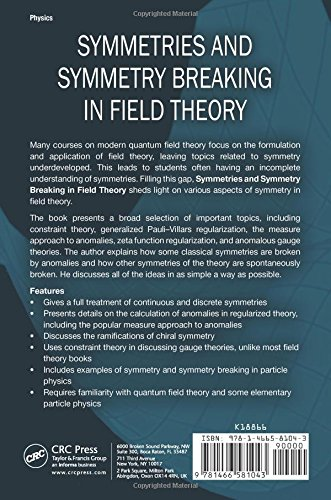 Physics
SYMMETRIES AND
SYMMETRY BREAKING
IN FIELD THEORY
Many courses on modern quantum field theory focus on the formulation
and application of field theory, leaving topics related to symmetry
underdeveloped. This leads to students often having an incomplete
understanding of symmetries. Filling this gap, Symmetries and Symmetry
Breaking in Field Theory sheds light on various aspects of symmetry in
field theory.
The book presents a broad selection of important topics, including
constraint theory, generalized Pauli–Villars regularization, the measure
approach to anomalies, zeta function regularization, and anomalous gauge
theories. The author explains how some classical symmetries are broken
by anomalies and how other symmetries of the theory are spontaneously
broken. He discusses all of the ideas in as simple a way as possible.
Features
• Gives a full treatment of continuous and discrete symmetries
• Presents details on the calculation of anomalies in regularized theory,
including the popular measure approach to anomalies
• Discusses the ramifications of chiral symmetry
• Uses constraint theory in discussing gauge theories, unlike most field
theory books
• Includes examples of symmetry and symmetry breaking in particle
physics
• Requires familiarity with quantum field theory and some elementary
particle physics
K18866
ISBN: 978-1-4665-8104-3
90000
9 781466 581043
CRC
CRC Press
Taylor & Francis Group
an informa business
6000 Broken Sound Parkway, NW
Suite 300, Boca Raton, FL 33487
711 Third Avenue
New York, NY 10017
2 Park Square, Milton Park
Abingdon, Oxon OX14 4RN, UK
Copyrighted Material
Copyrighted Material